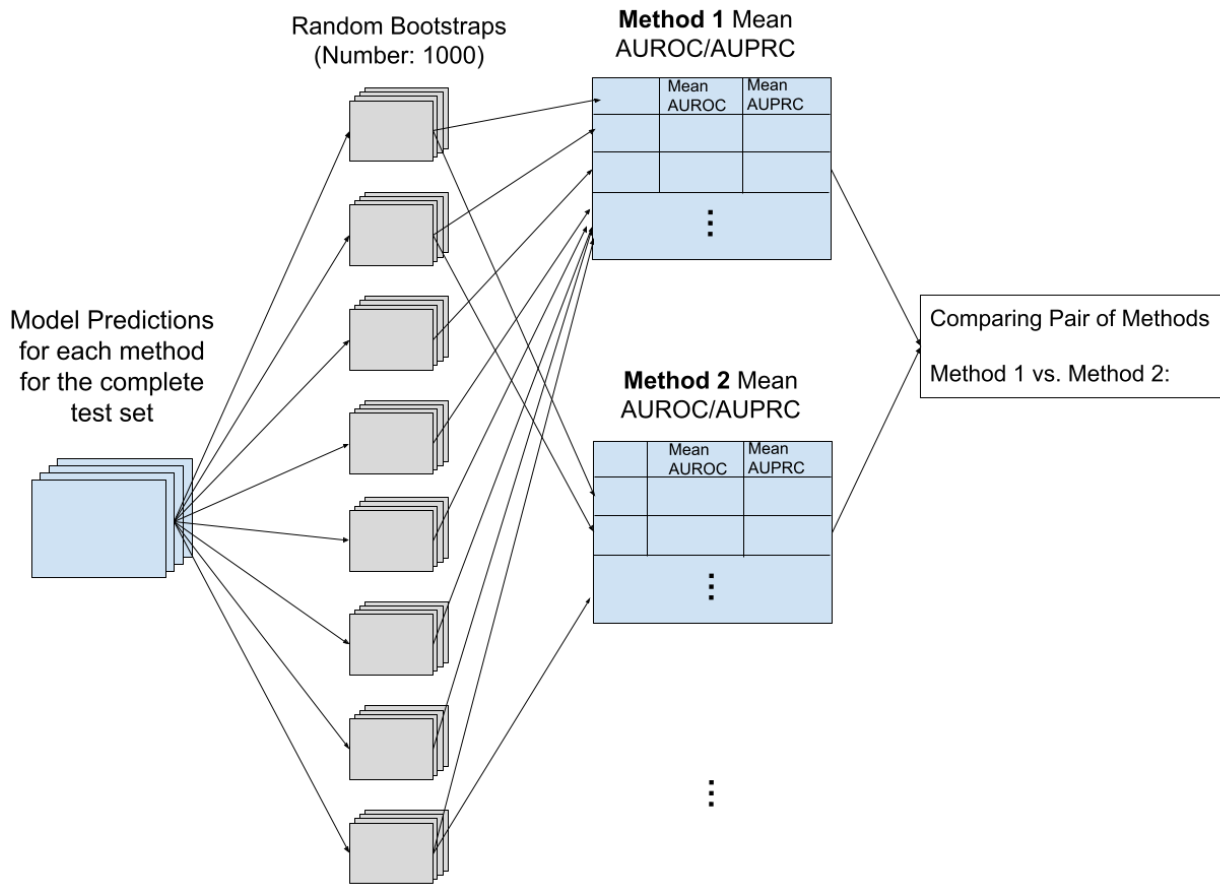 Random Bootstraps
(Number: 1000)
Method 1 Mean
AUROC/AUPRC
Mean
AUROC
Mean
AUPRC
Model Predictions
for each method
for the complete
test set
Comparing Pair of Methods
Method 1 vs. Method 2:
Method 2 Mean
AUROC/AUPRC
Mean
AUROC
Mean
AUPRC